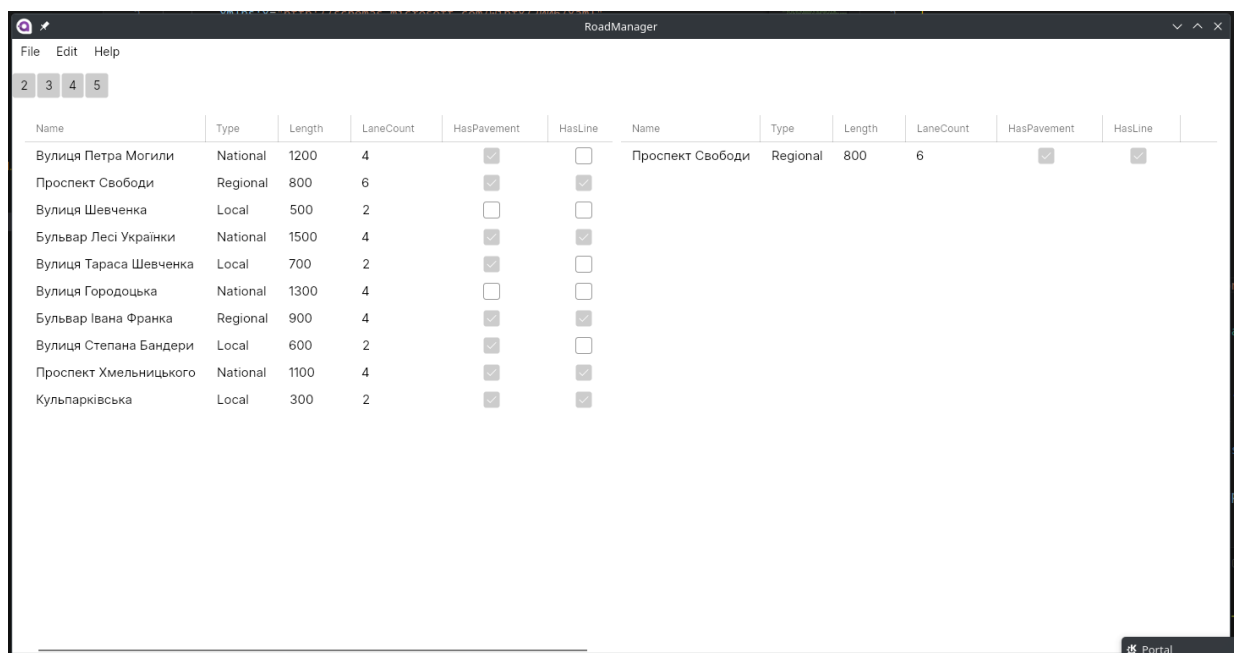 RoadManager
File Edit Help
2 3 4 5
Name Type Length LaneCount HasPavement HasLine Name Type Length LaneCount HasPavement HasLine
Вулиця Петра Могили National 1200 4 Проспект Свободи Regional 800 6
Проспект Свободи Regional 800 6
Вулиця Шевченка Local 500 2
Бульвар Лесі Українки National 1500 4
Вулиця Тараса Шевченка Local 700 2
Вулиця Городоцька National 1300 4
Бульвар Івана Франка Regional 900 4
Вулиця Степана Бандери Local 600 2
Проспект Хмельницького National 1100 4
Кульпарківська Local 300 2
Portal